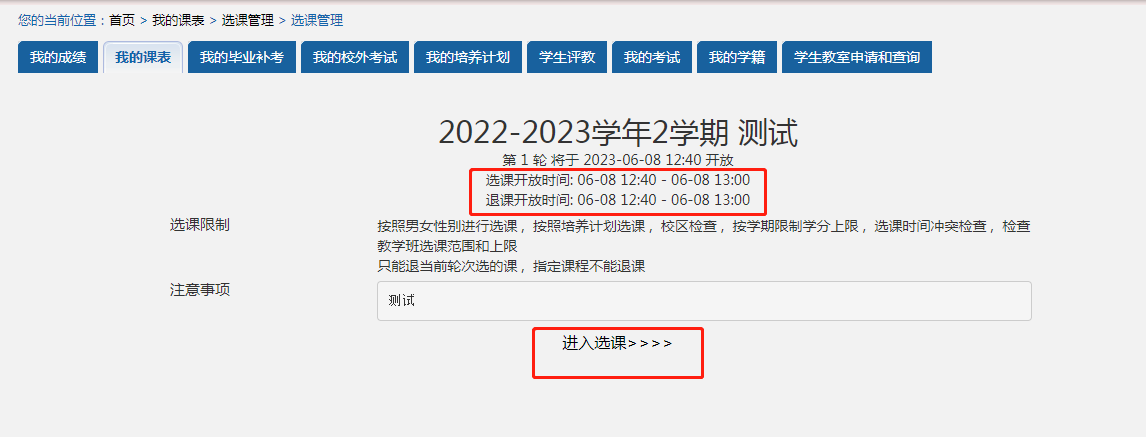 您的当前位置：首页 > 我的课表 > 选课管理 > 选课管理
我的成绩 我的课表 我的毕业补考 我的校外考试 我的培养计划 学生评教 我的考试 我的学籍 学生教室申请和查询
2022-2023学年2学期 测试
第 1 轮 将于 2023-06-08 12:40 开放
选课开放时间: 06-08 12:40 - 06-08 13:00
退课开放时间: 06-08 12:40 - 06-08 13:00
选课限制 按照男女性别进行选课，按照培养计划选课，校区检查，按学期限制学分上限，选课时间冲突检查，检查
教学班选课范围和上限
只能退当前轮次选的课，指定课程不能退课
注意事项 测试
进入选课>>>>